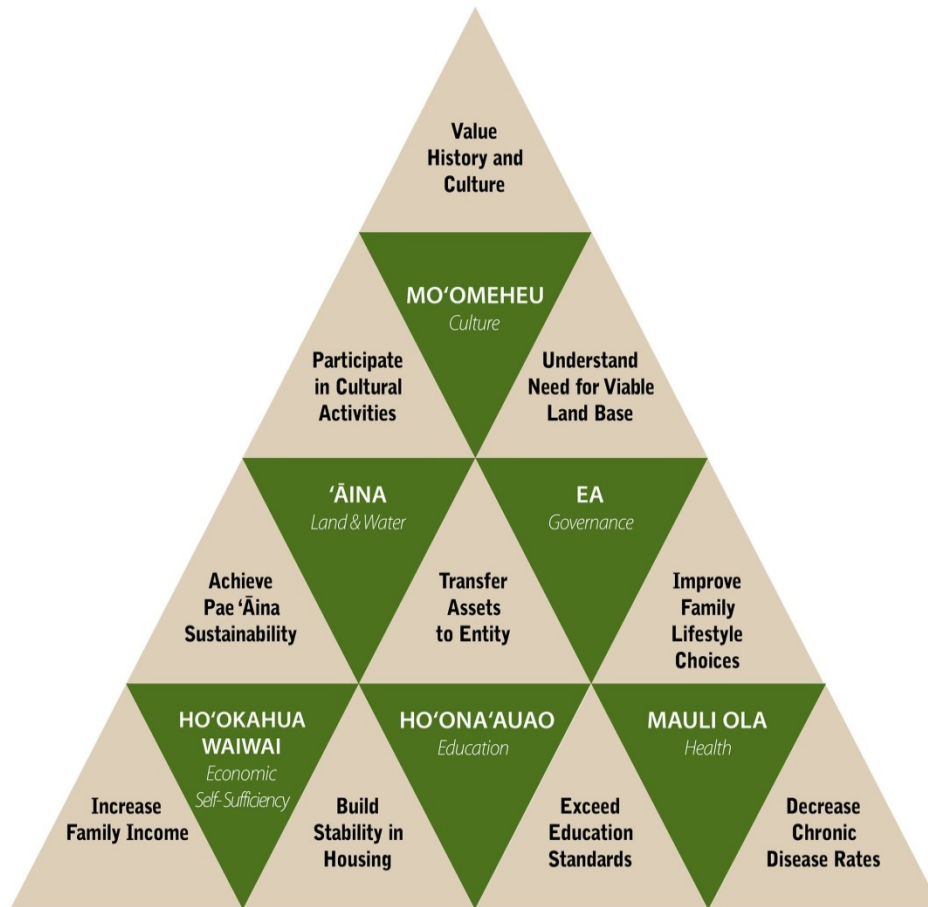 Value
History and
Culture
MOʻOMEHEU
Culture
Participate
in Cultural
Activities
Understand
Need for Viable
Land Base
ʻĀINA
Land & Water
EA
Governance
Achieve
Pae ʻĀina
Sustainability
Transfer
Assets
to Entity
Improve
Family
Lifestyle
Choices
HOʻOKAHUA
WAIWAI
Economic
Self-Sufficiency
HOʻONAʻAUAO
Education
MAULI OLA
Health
Increase
Family Income
Build
Stability in
Housing
Exceed
Education
Standards
Decrease
Chronic
Disease Rates